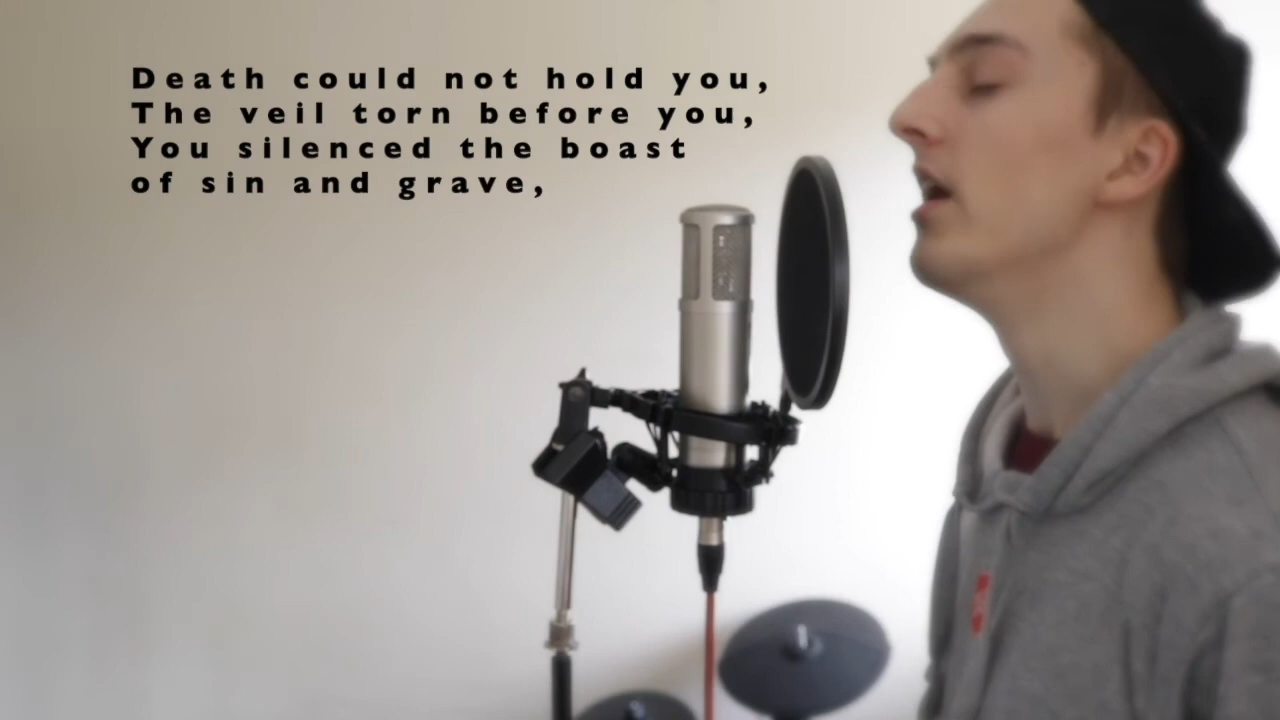 Death could not hold you,
The veil torn before you,
You silenced the boast
of sin and grave,